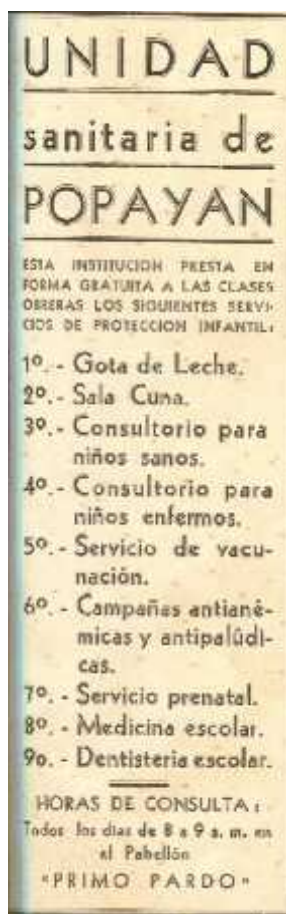 UNIDAD
sanitaria de
POPAYAN
ESTA INSTITUCION PRESTA EN
FORMA GRATUITA A LAS CLASES
OBRERAS LOS SIGUIENTES SERVI-
CIOS DE PROTECCION INFANTIL:
1º. - Gota de Leche.
2º. - Sala Cuna.
3º. - Consultorio para
niños sanos.
4º. - Consultorio para
niños enfermos.
5º. - Servicio de vacu-
nación.
6º. - Campañas antiané-
micas y antipalúdi-
cas.
7º. - Servicio prenatal.
8º. - Medicina escolar.
9o. - Dentisteria escolar.
HORAS DE CONSULTA:
Todos los dias de 8 a 9 a. m. en
el Pabellón
"PRIMO PARDO"